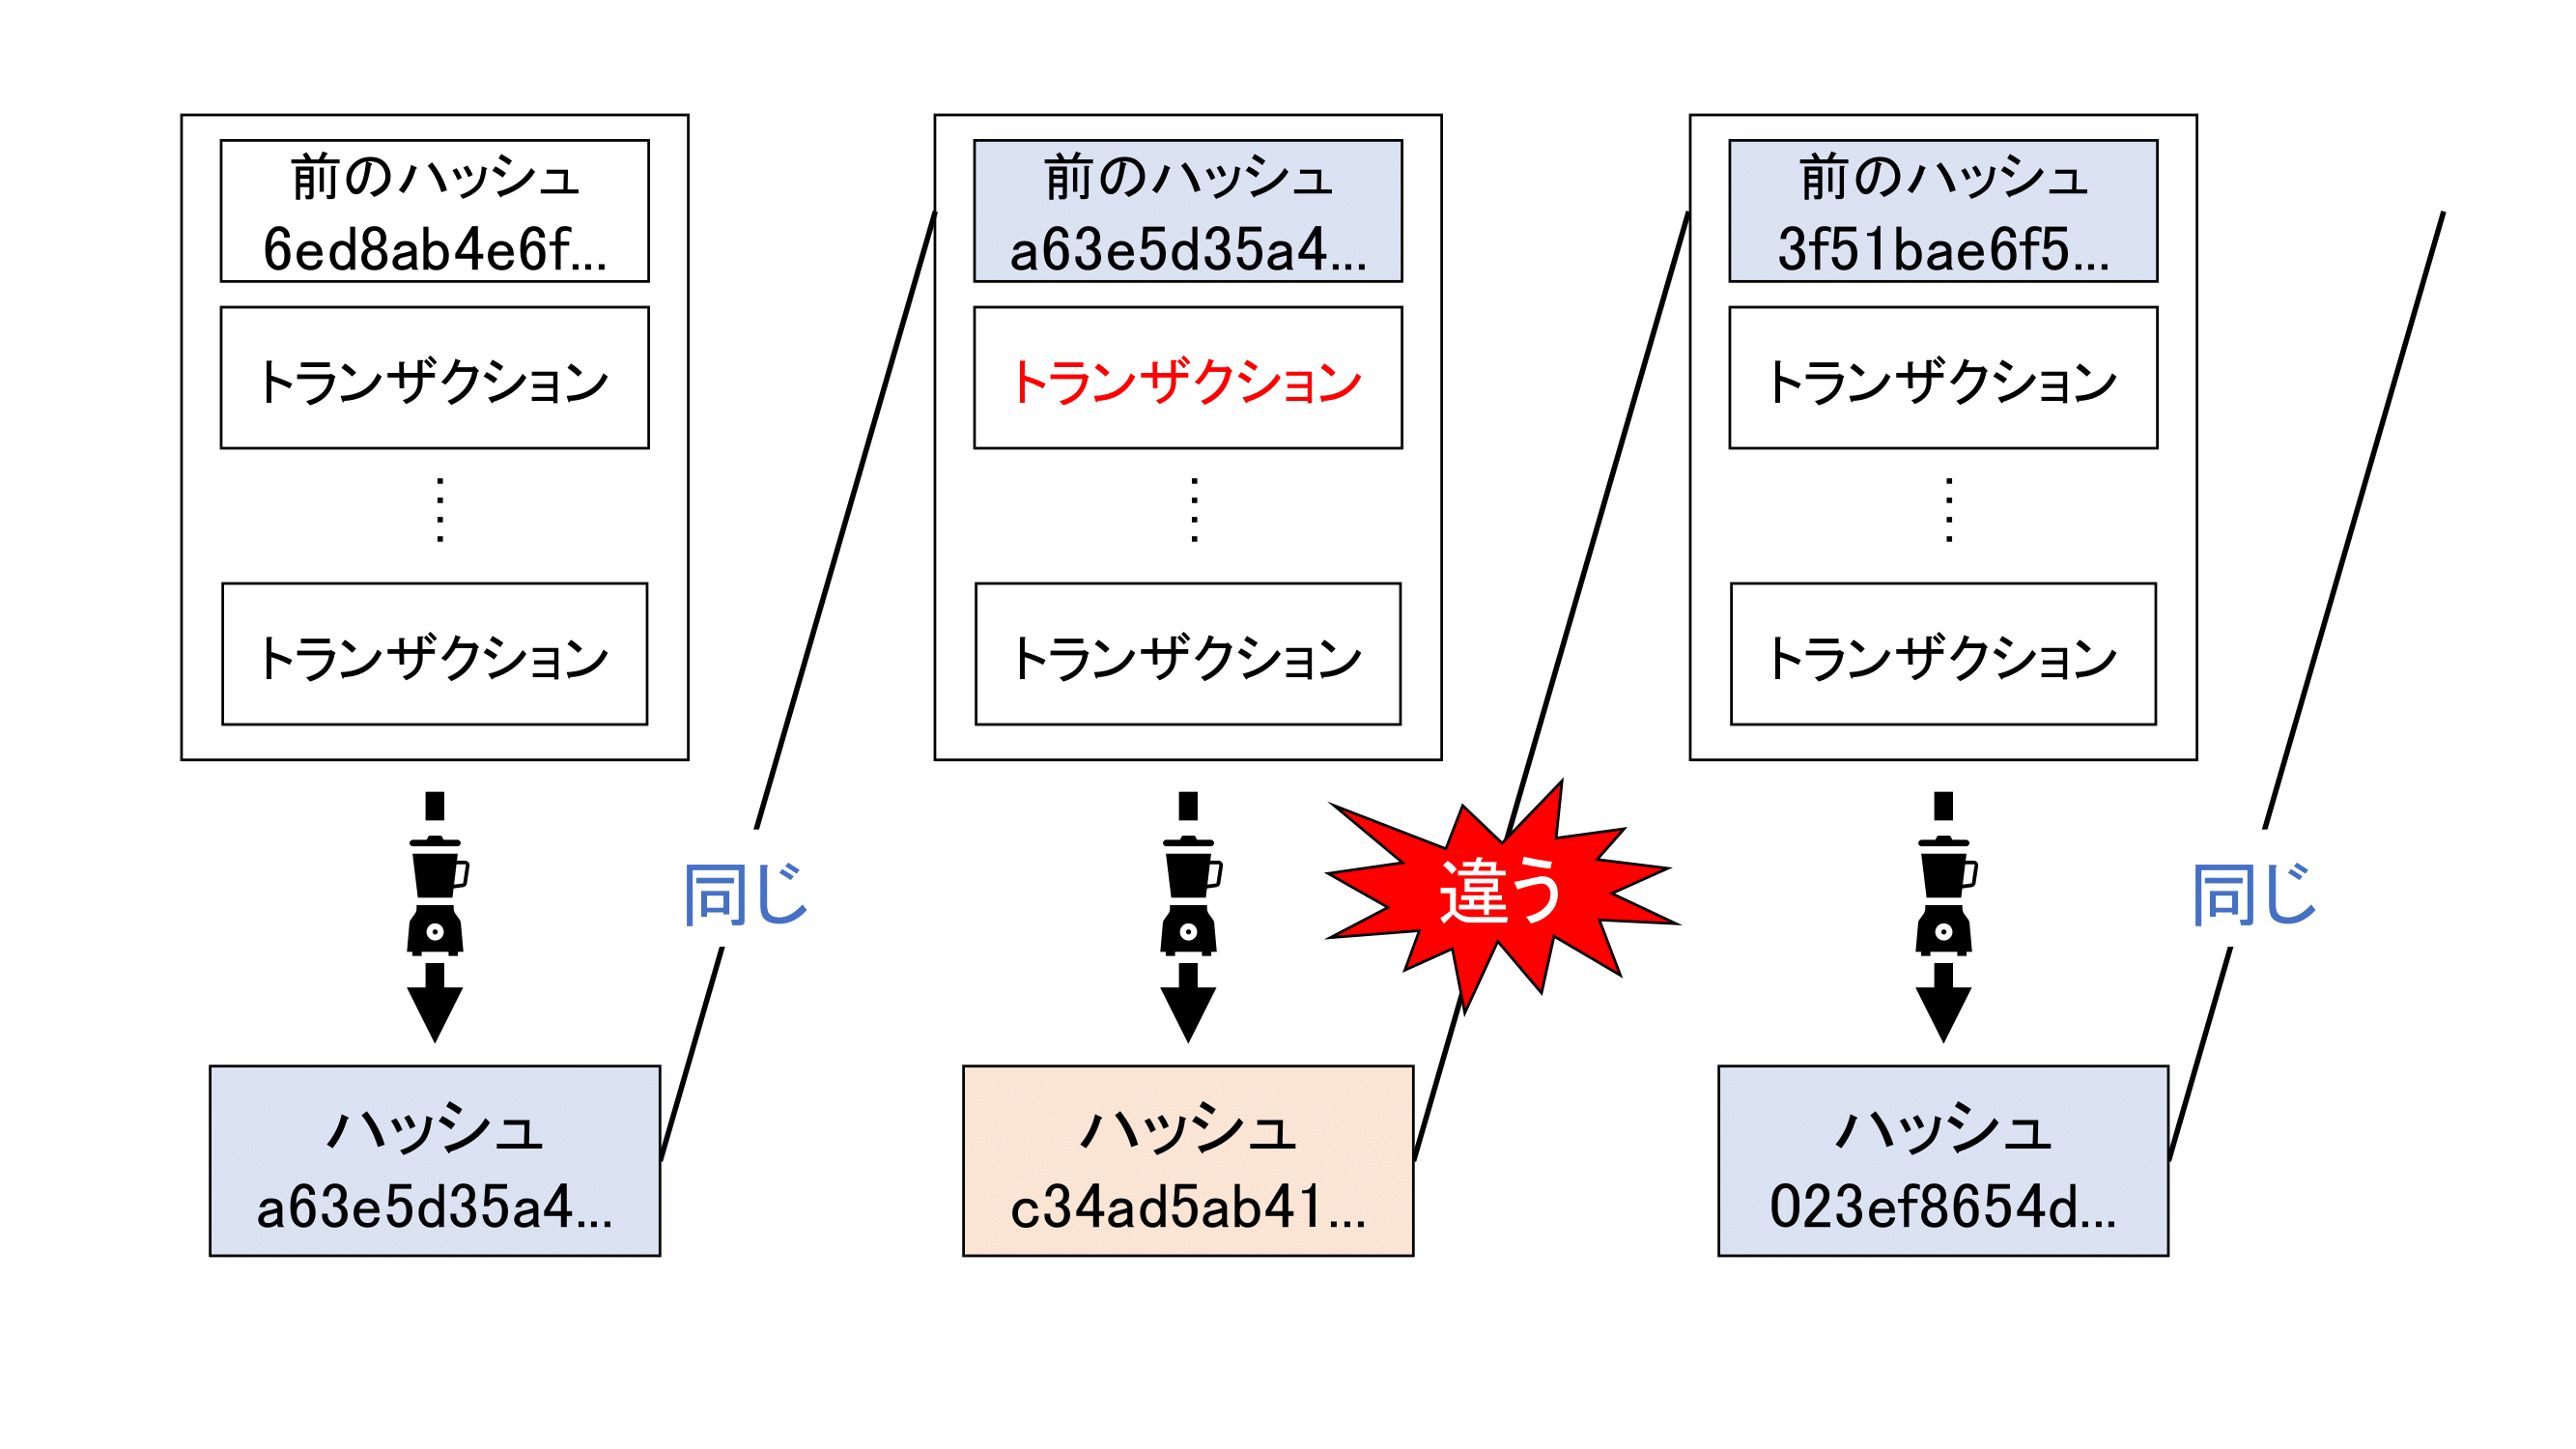 前のハッシュ
6ed8ab4e6f...
トランザクション
トランザクション
ハッシュ
a63e5d35a4...
同じ
前のハッシュ
a63e5d35a4...
トランザクション
トランザクション
ハッシュ
c34ad5ab41...
違う
前のハッシュ
3f51bae6f5...
トランザクション
トランザクション
ハッシュ
023ef8654d...
同じ